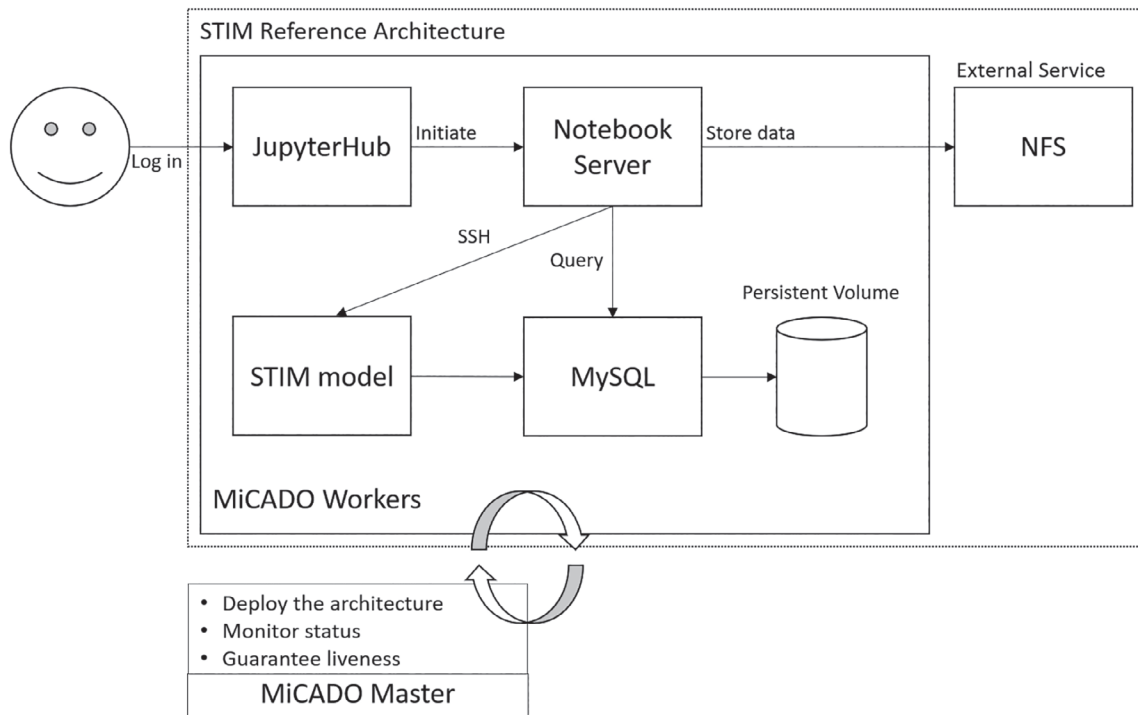 STIM Reference Architecture
External Service
JupyterHub
Initiate
Notebook
Server
Store data
NFS
Log in
SSH
Query
Persistent Volume
STIM model
MySQL
MiCADO Workers
• Deploy the architecture
• Monitor status
• Guarantee liveness
MiCADO Master